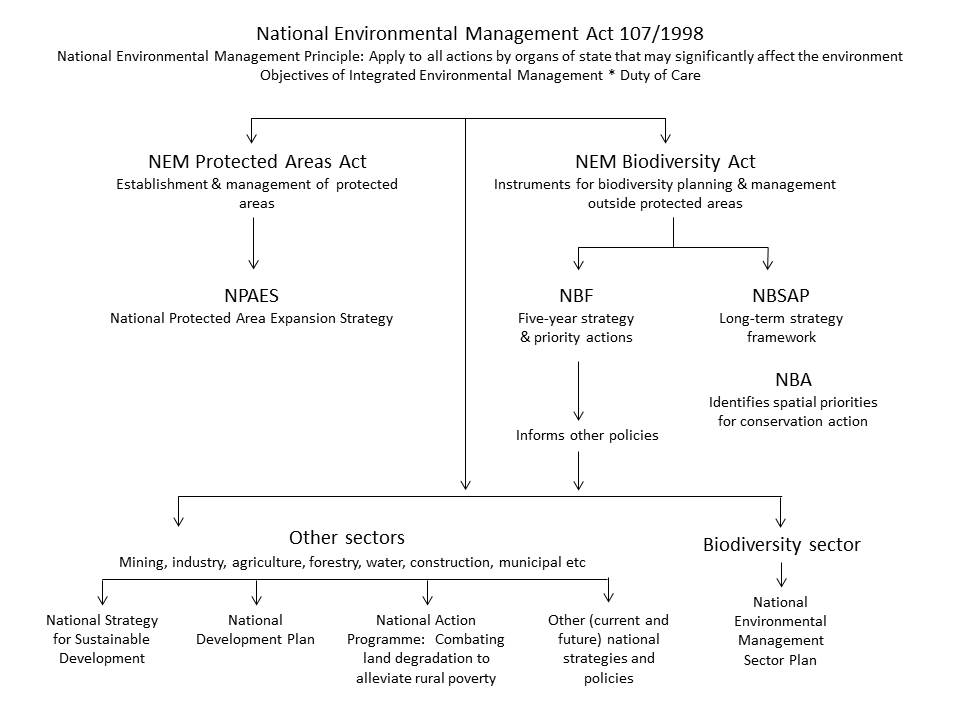 National Environmental Management Act 107/1998
National Environmental Management Principle: Apply to all actions by organs of state that may significantly affect the environment
Objectives of Integrated Environmental Management * Duty of Care
NEM Protected Areas Act
Establishment & management of protected
areas
NEM Biodiversity Act
Instruments for biodiversity planning & management
outside protected areas
NPAES
National Protected Area Expansion Strategy
NBF
Five-year strategy
& priority actions
NBSAP
Long-term strategy
framework
NBA
Identifies spatial priorities
for conservation action
Informs other policies
Other sectors
Mining, industry, agriculture, forestry, water, construction, municipal etc
Biodiversity sector
National Strategy
for Sustainable
Development
National
Development Plan
National Action
Programme: Combating
land degradation to
alleviate rural poverty
Other (current and
future) national
strategies and
policies
National
Environmental
Management
Sector Plan